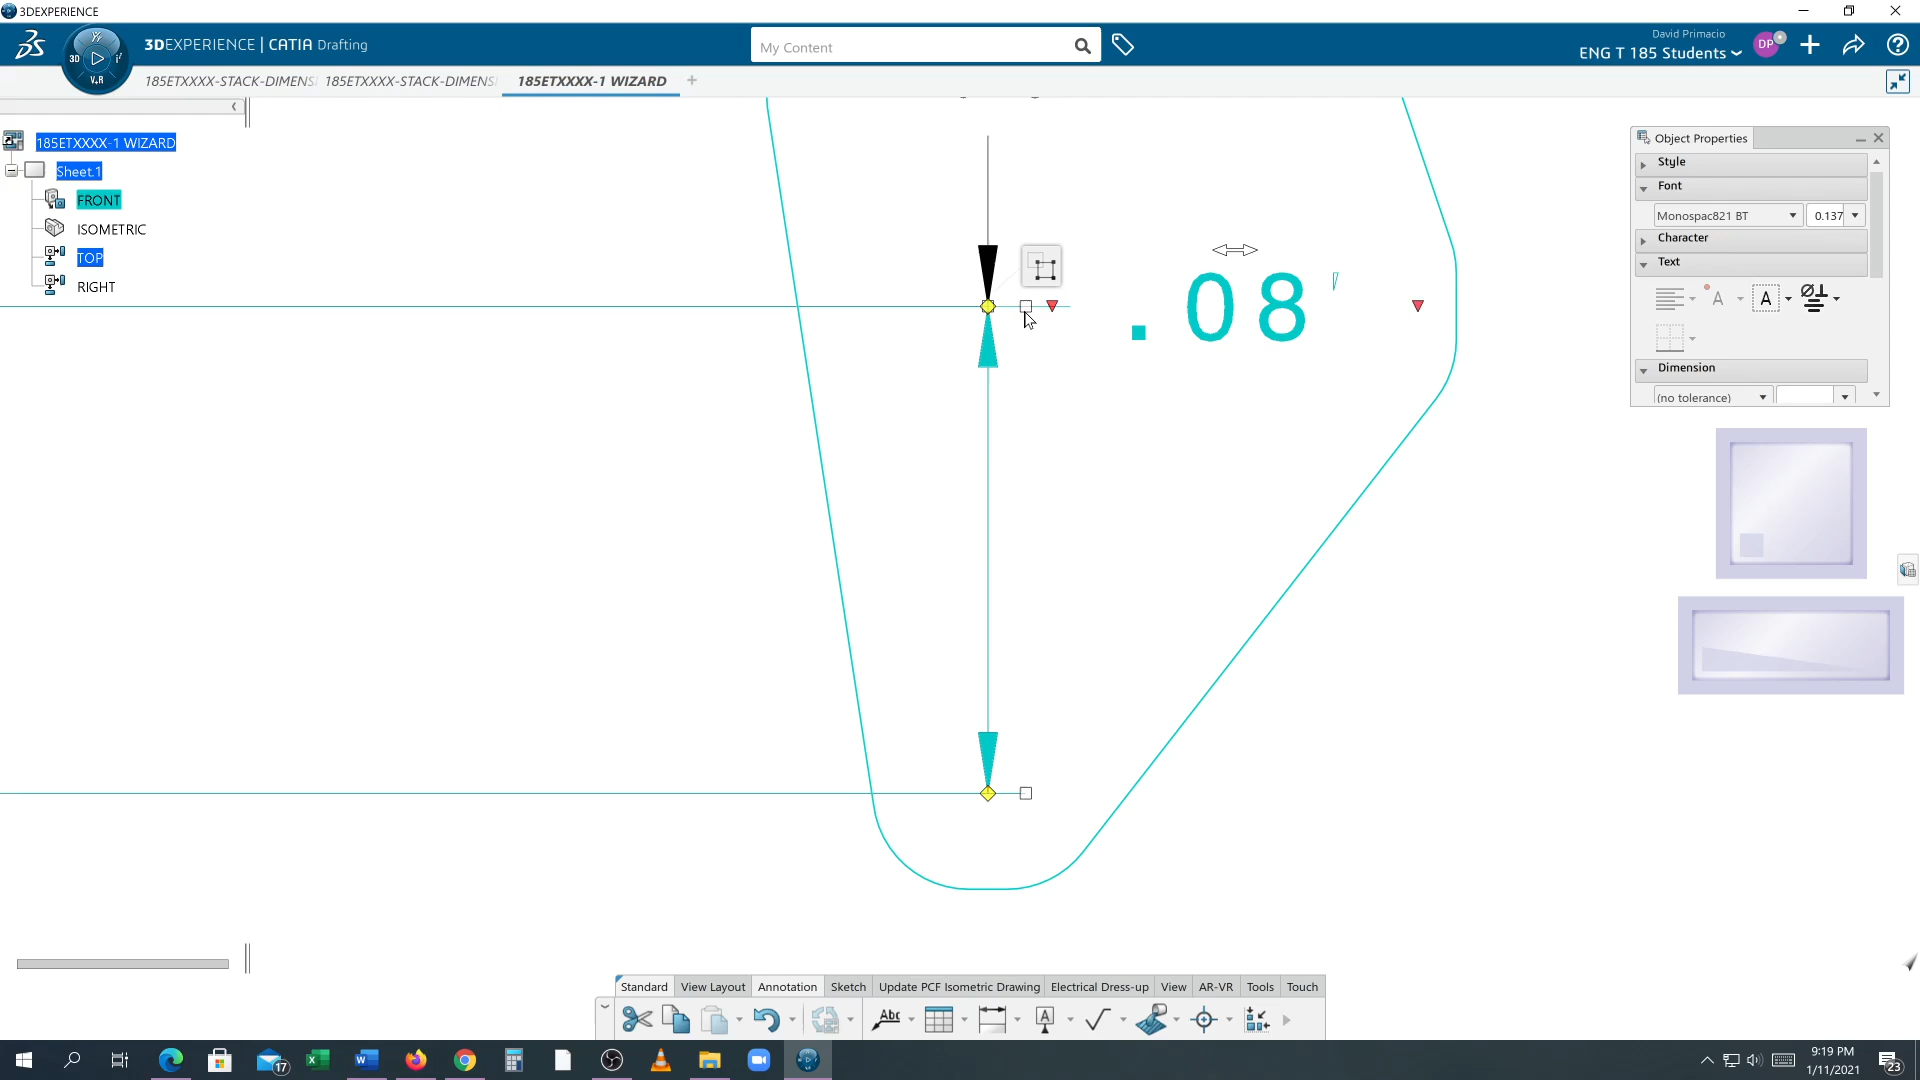 3DEXPERIENCE
3DEXPERIENCE | CATIA Drafting
3D
V.R
My Content
David Primacio
ENG T 185 Students
DP
185ETXXXX-STACK-DIMENS
185ETXXXX-STACK-DIMENS
185ETXXXX-1 WIZARD
185ETXXXX-1 WIZARD
Sheet.1
FRONT
ISOMETRIC
TOP
RIGHT
.08
Object Properties
Style
Font
Monospac821 BT
0.137
Character
Text
Dimension
(no tolerance)
Standard
View Layout
Annotation
Sketch
Update PCF Isometric Drawing
Electrical Dress-up
View
AR-VR
Tools
Touch
Abc
17
9:19 PM
1/11/2021
23